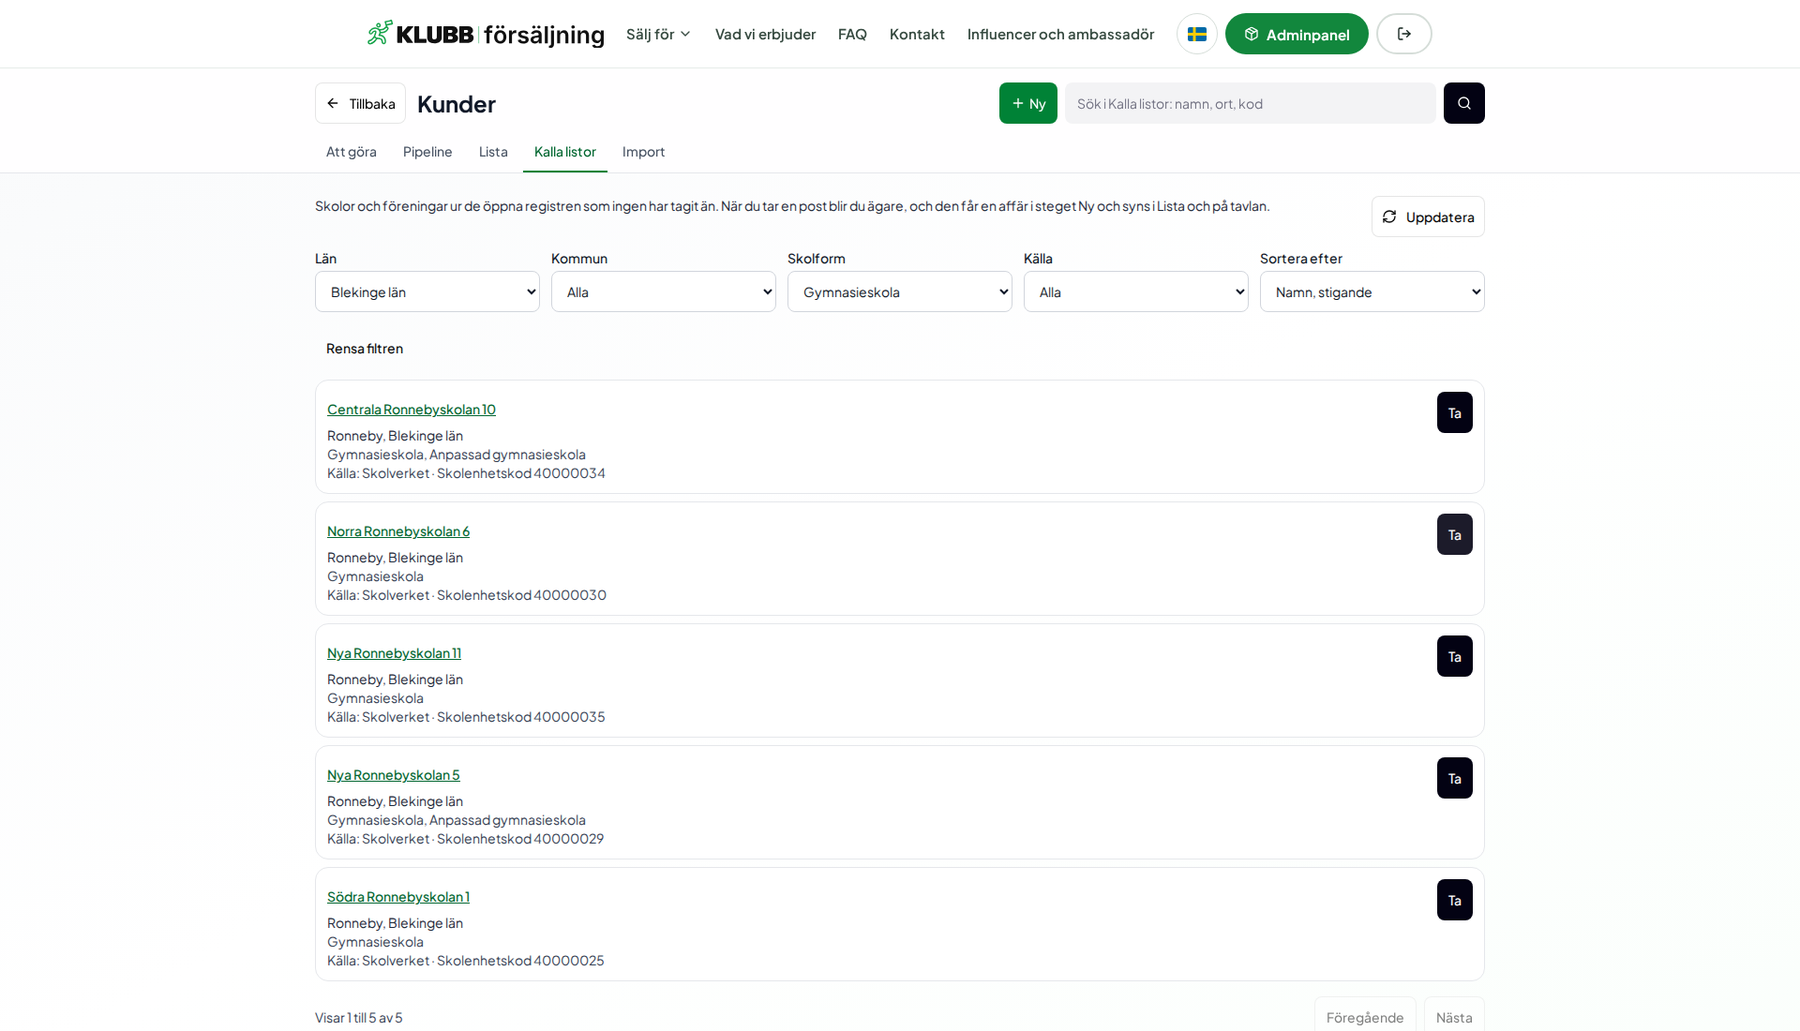 KLUBB försäljning Sälj för Vad vi erbjuder FAQ Kontakt Influencer och ambassadör Adminpanel
Tillbaka Kunder Ny Sök i Kalla listor: namn, ort, kod
Att göra Pipeline Lista Kalla listor Import
Skolor och föreningar ur de öppna registren som ingen har tagit än. När du tar en post blir du ägare, och den får en affär i steget Ny och syns i Lista och på tavlan. Uppdatera
Län Kommun Skolform Källa Sortera efter
Blekinge län Alla Gymnasieskola Alla Namn, stigande
Rensa filtren
Centrala Ronnebyskolan 10 Ta
Ronneby, Blekinge län
Gymnasieskola, Anpassad gymnasieskola
Källa: Skolverket · Skolenhetskod 40000034
Norra Ronnebyskolan 6 Ta
Ronneby, Blekinge län
Gymnasieskola
Källa: Skolverket · Skolenhetskod 40000030
Nya Ronnebyskolan 11 Ta
Ronneby, Blekinge län
Gymnasieskola
Källa: Skolverket · Skolenhetskod 40000035
Nya Ronnebyskolan 5 Ta
Ronneby, Blekinge län
Gymnasieskola, Anpassad gymnasieskola
Källa: Skolverket · Skolenhetskod 40000029
Södra Ronnebyskolan 1 Ta
Ronneby, Blekinge län
Gymnasieskola
Källa: Skolverket · Skolenhetskod 40000025
Visar 1 till 5 av 5 Föregående Nästa